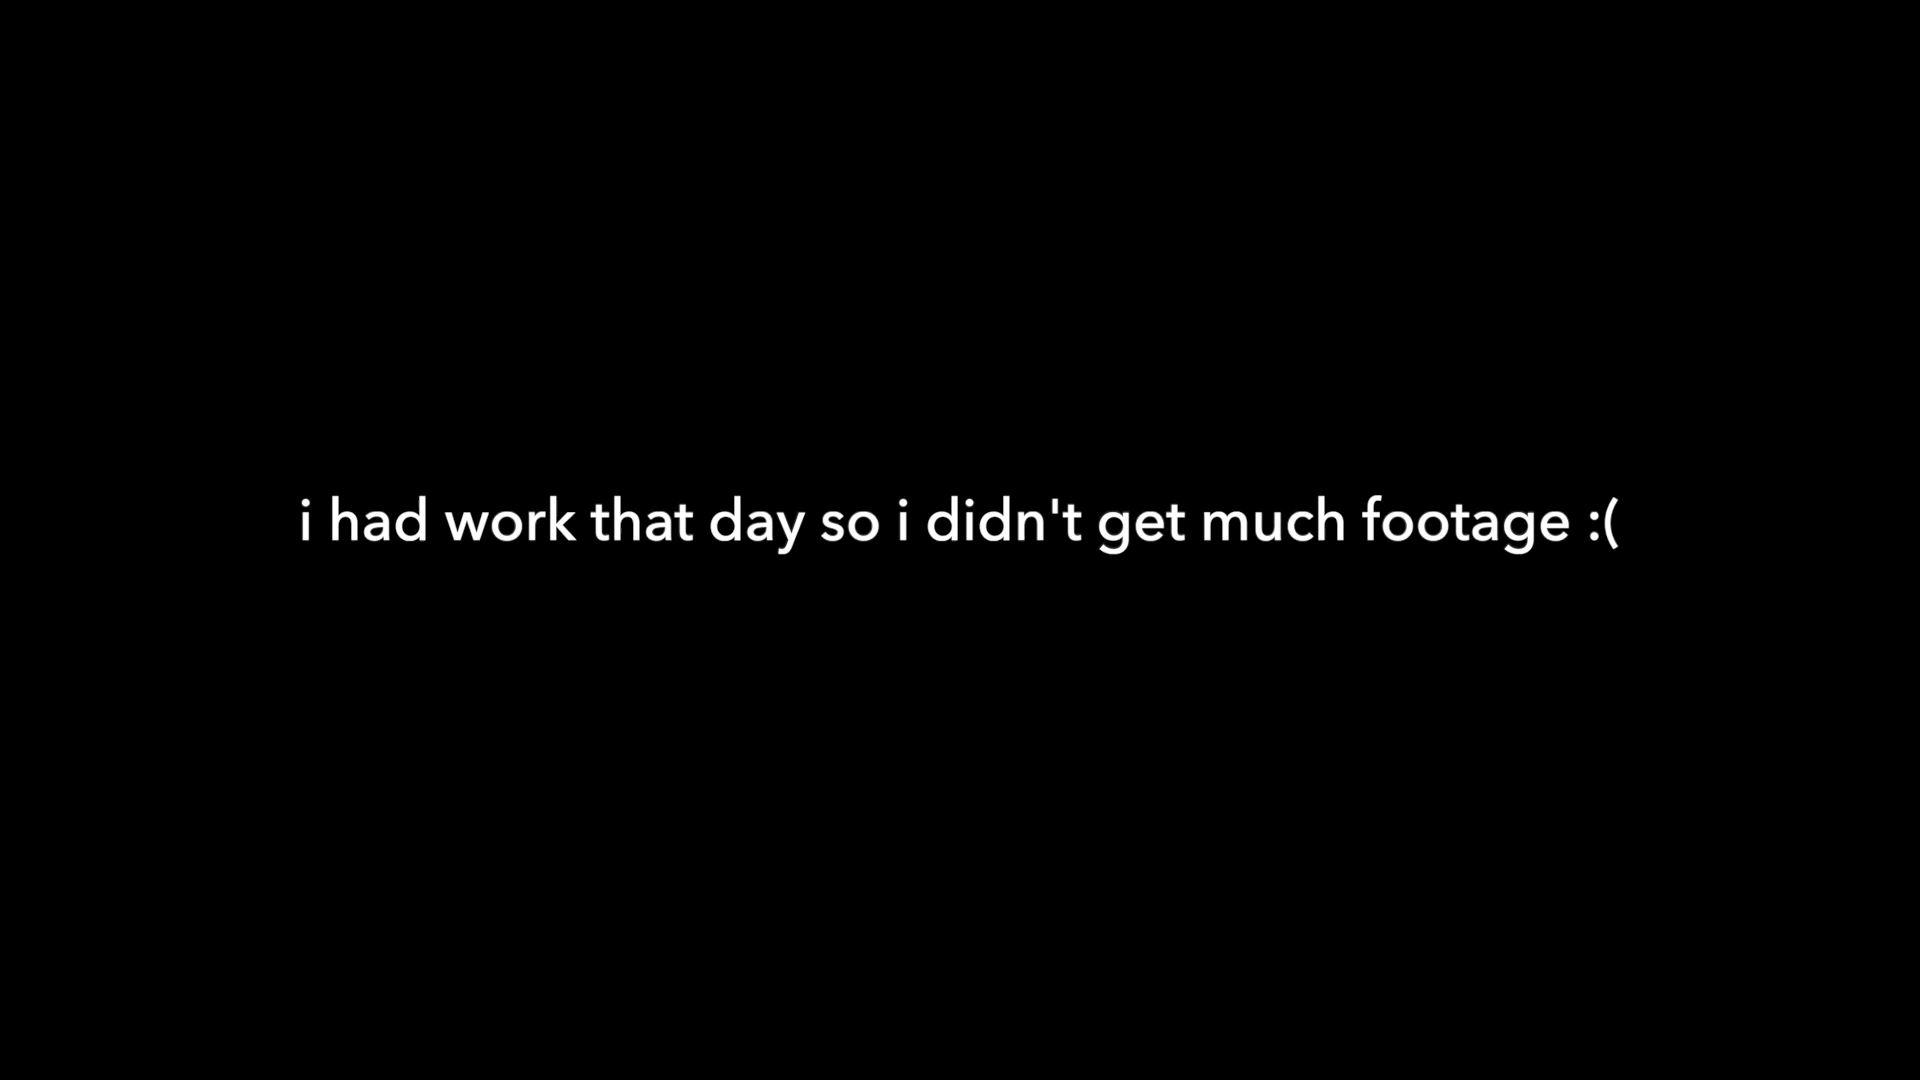 i had work that day so i didn't get much footage :(